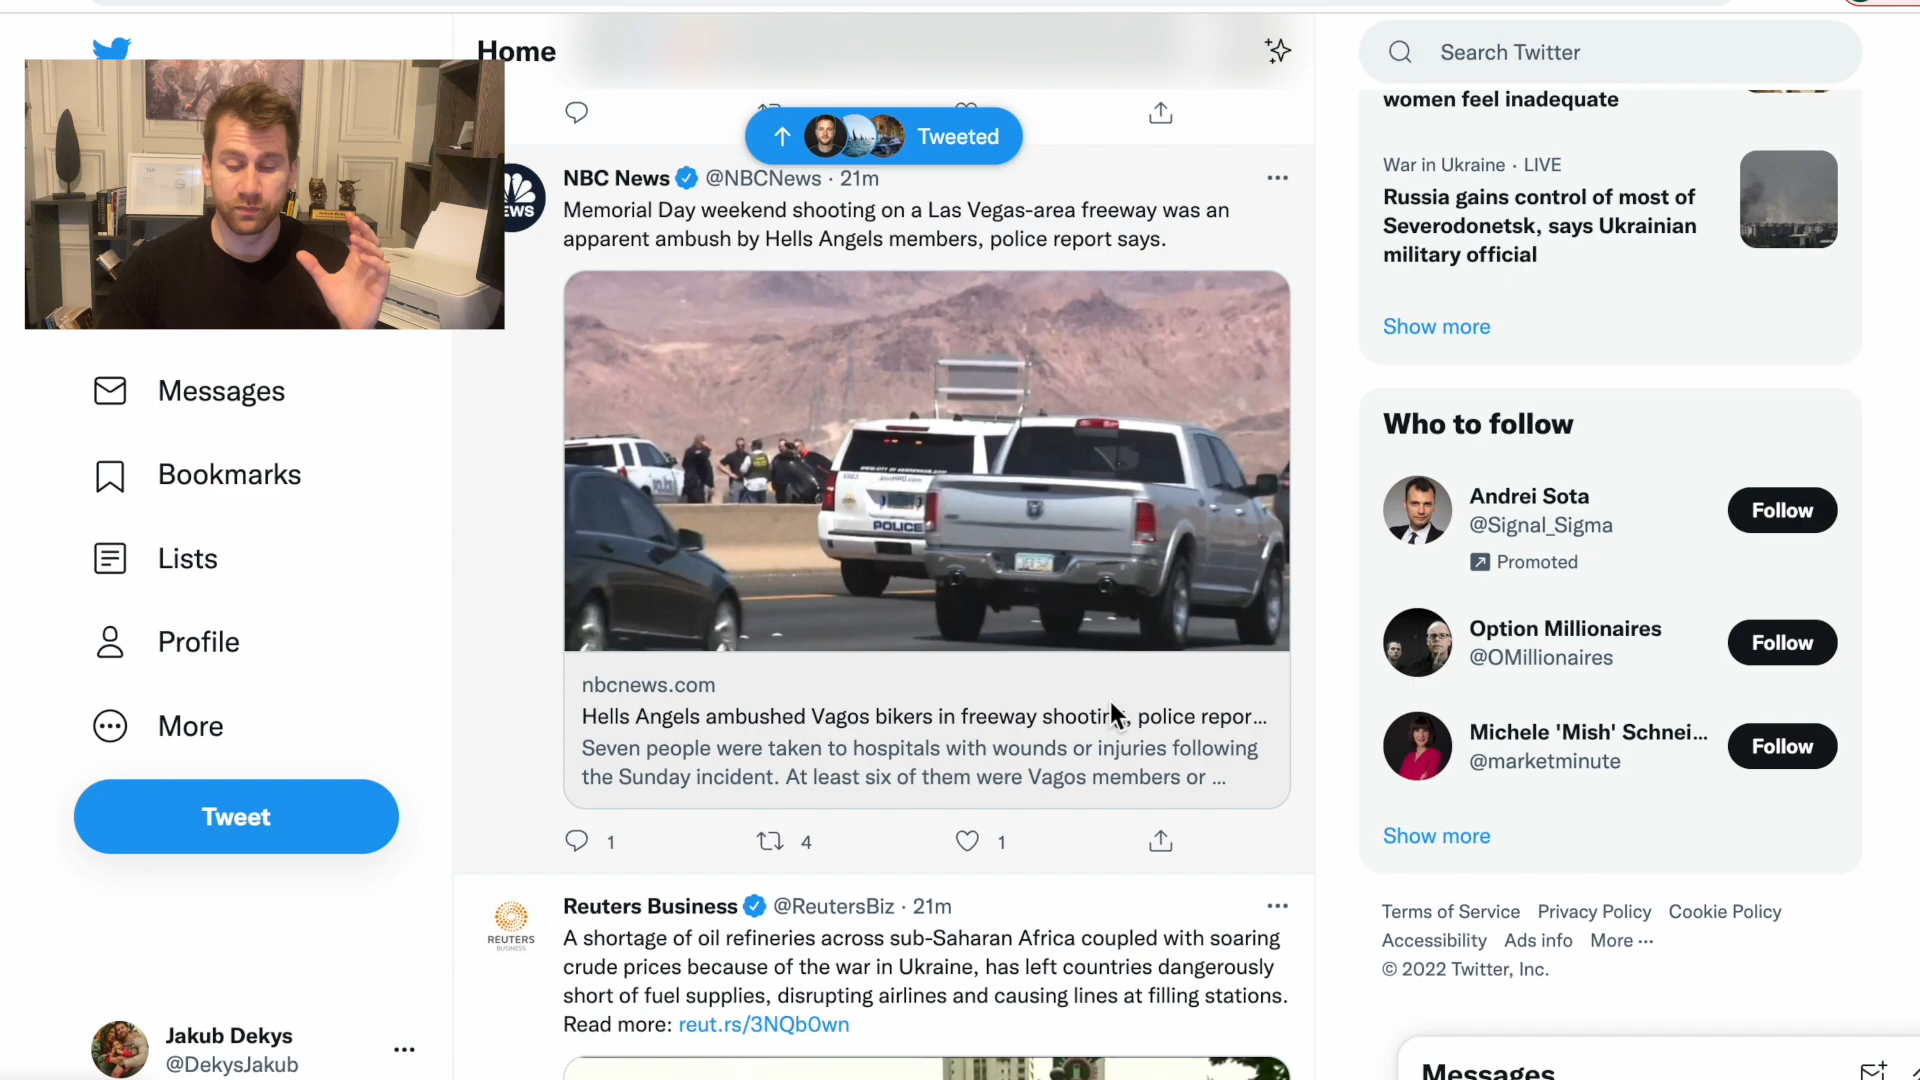 Home
Search Twitter
women feel inadequate
Tweeted
War in Ukraine · LIVE
Russia gains control of most of
Severodonetsk, says Ukrainian
military official
Show more
NBC News @NBCNews · 21m
Memorial Day weekend shooting on a Las Vegas-area freeway was an
apparent ambush by Hells Angels members, police report says.
POLICE
nbcnews.com
Hells Angels ambushed Vagos bikers in freeway shooting, police repor...
Seven people were taken to hospitals with wounds or injuries following
the Sunday incident. At least six of them were Vagos members or ...
1
4
1
Messages
Bookmarks
Lists
Profile
More
Tweet
Jakub Dekys
@DekysJakub
Reuters Business @ReutersBiz · 21m
REUTERS
BUSINESS
A shortage of oil refineries across sub-Saharan Africa coupled with soaring
crude prices because of the war in Ukraine, has left countries dangerously
short of fuel supplies, disrupting airlines and causing lines at filling stations.
Read more: reut.rs/3NQb0wn
Who to follow
Andrei Sota
@Signal_Sigma
Promoted
Follow
Option Millionaires
@OMillionaires
Follow
Michele 'Mish' Schnei...
@marketminute
Follow
Show more
Terms of Service Privacy Policy Cookie Policy
Accessibility Ads info More ···
© 2022 Twitter, Inc.
Messages